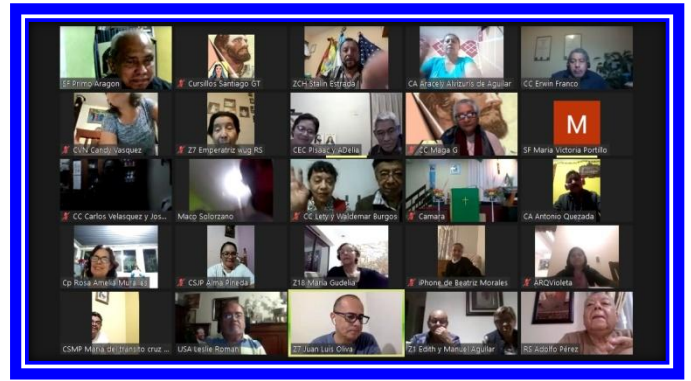 SF Primo Aragon
Cursillos Santiago GT
ZCH Stalin Estrada
CA Aracely Alvizuris de Aguilar
CC Erwin Franco
CVN Candy Vasquez
Z7 Emperatriz wug RS
CEC Pisaac y ADelia
CC Maga G
M
SF Maria Victoria Portillo
CC Carlos Velasquez y Jos...
Maco Solorzano
CC Lety y Waldemar Burgos
Camara
CA Antonio Quezada
Cp Rosa Amelia Murales
CSJP Alma Pineda
Z18 Maria Gudelia
iPhone de Beatriz Morales
ARQVioleta
CSMP Maria del transito cruz ...
USA Leslie Roman
Z7 Juan Luis Oliva
Z1 Edith y Manuel Aguilar
RS Adolfo Pérez